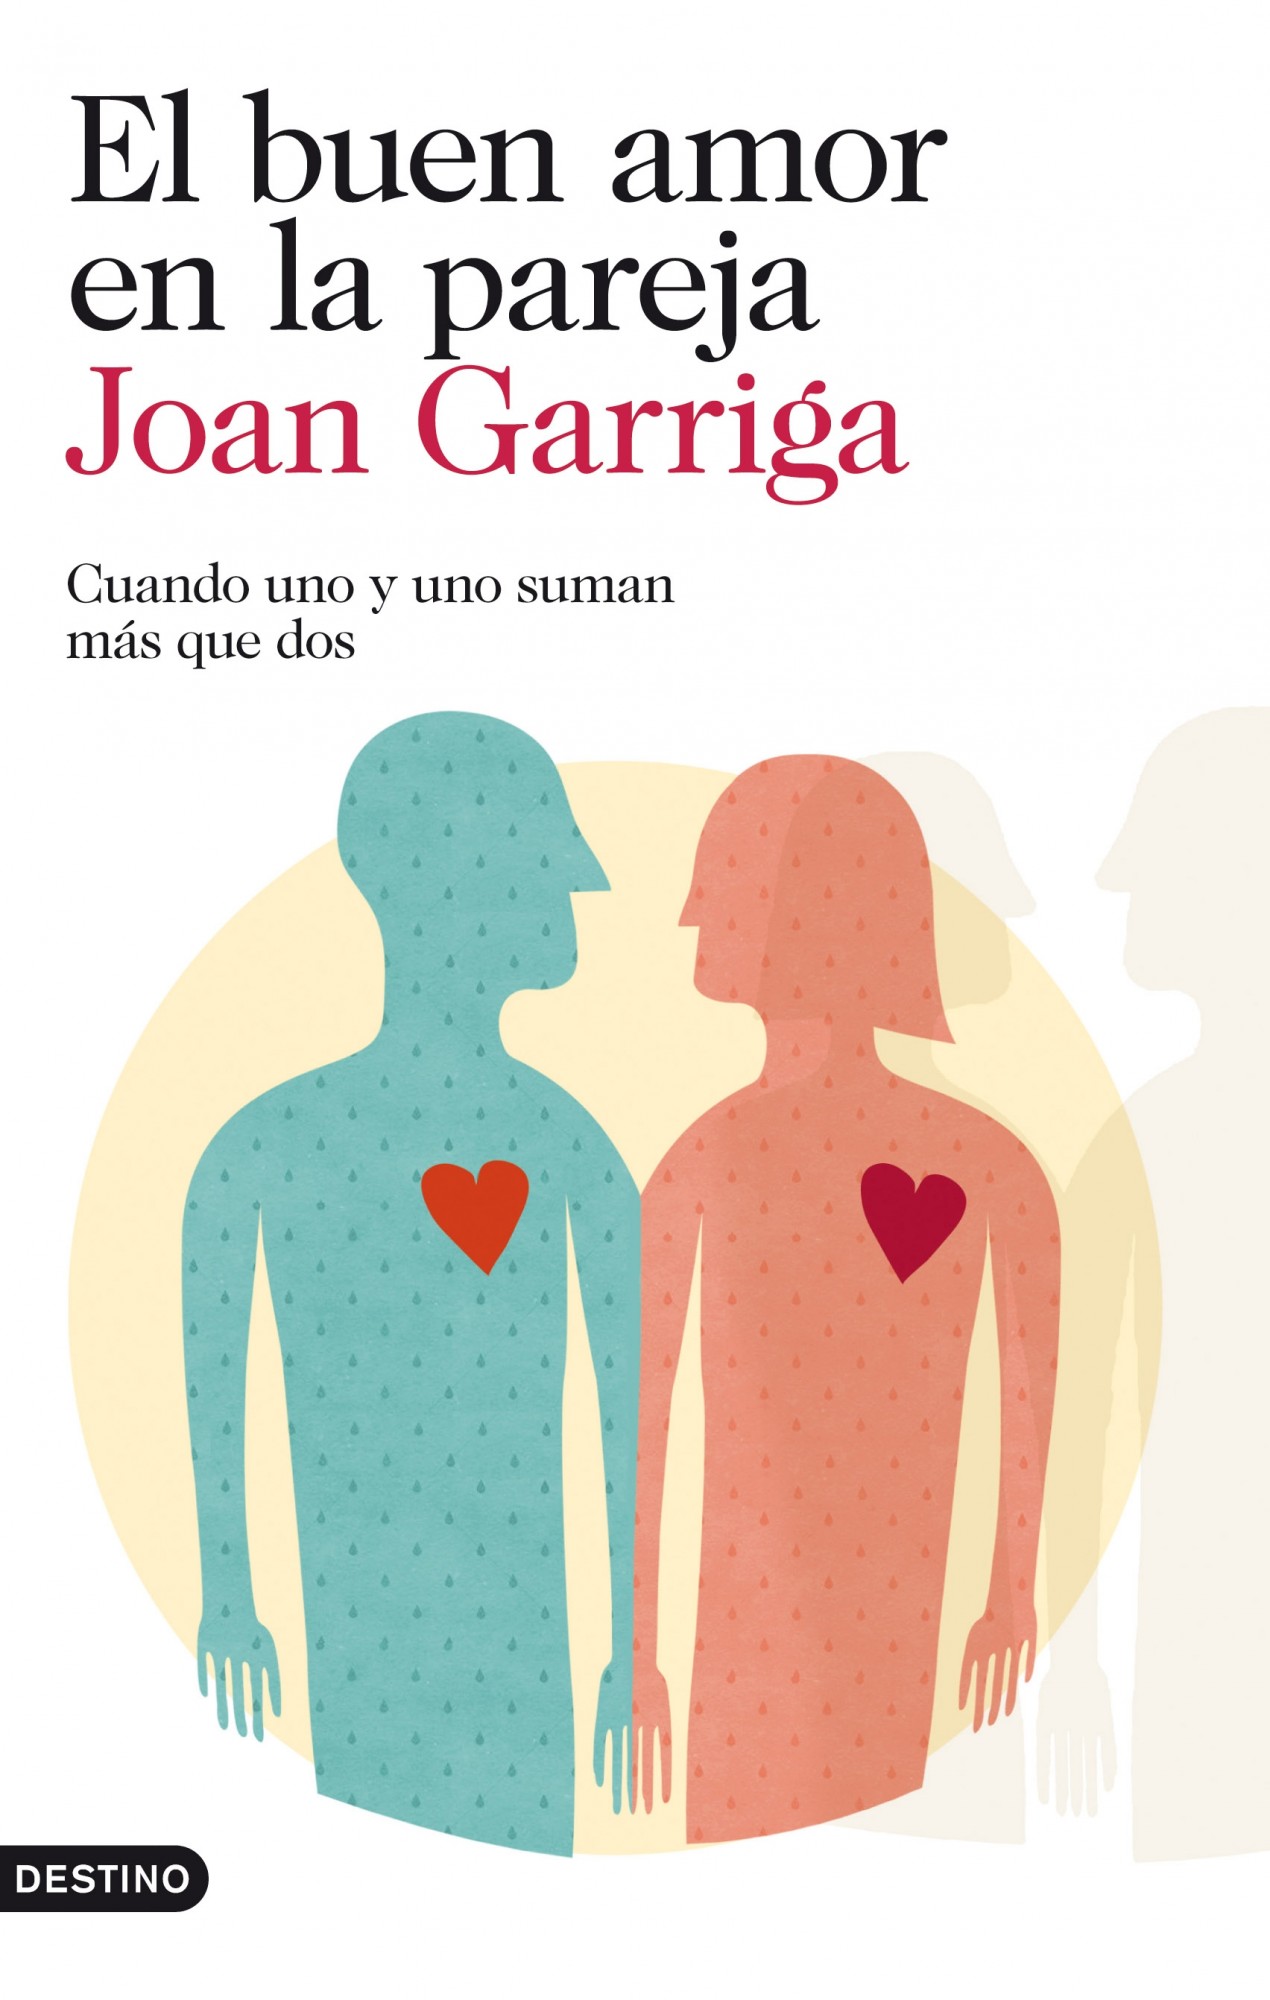 El buen amor
en la pareja
Joan Garriga
Cuando uno y uno suman
más que dos
DESTINO